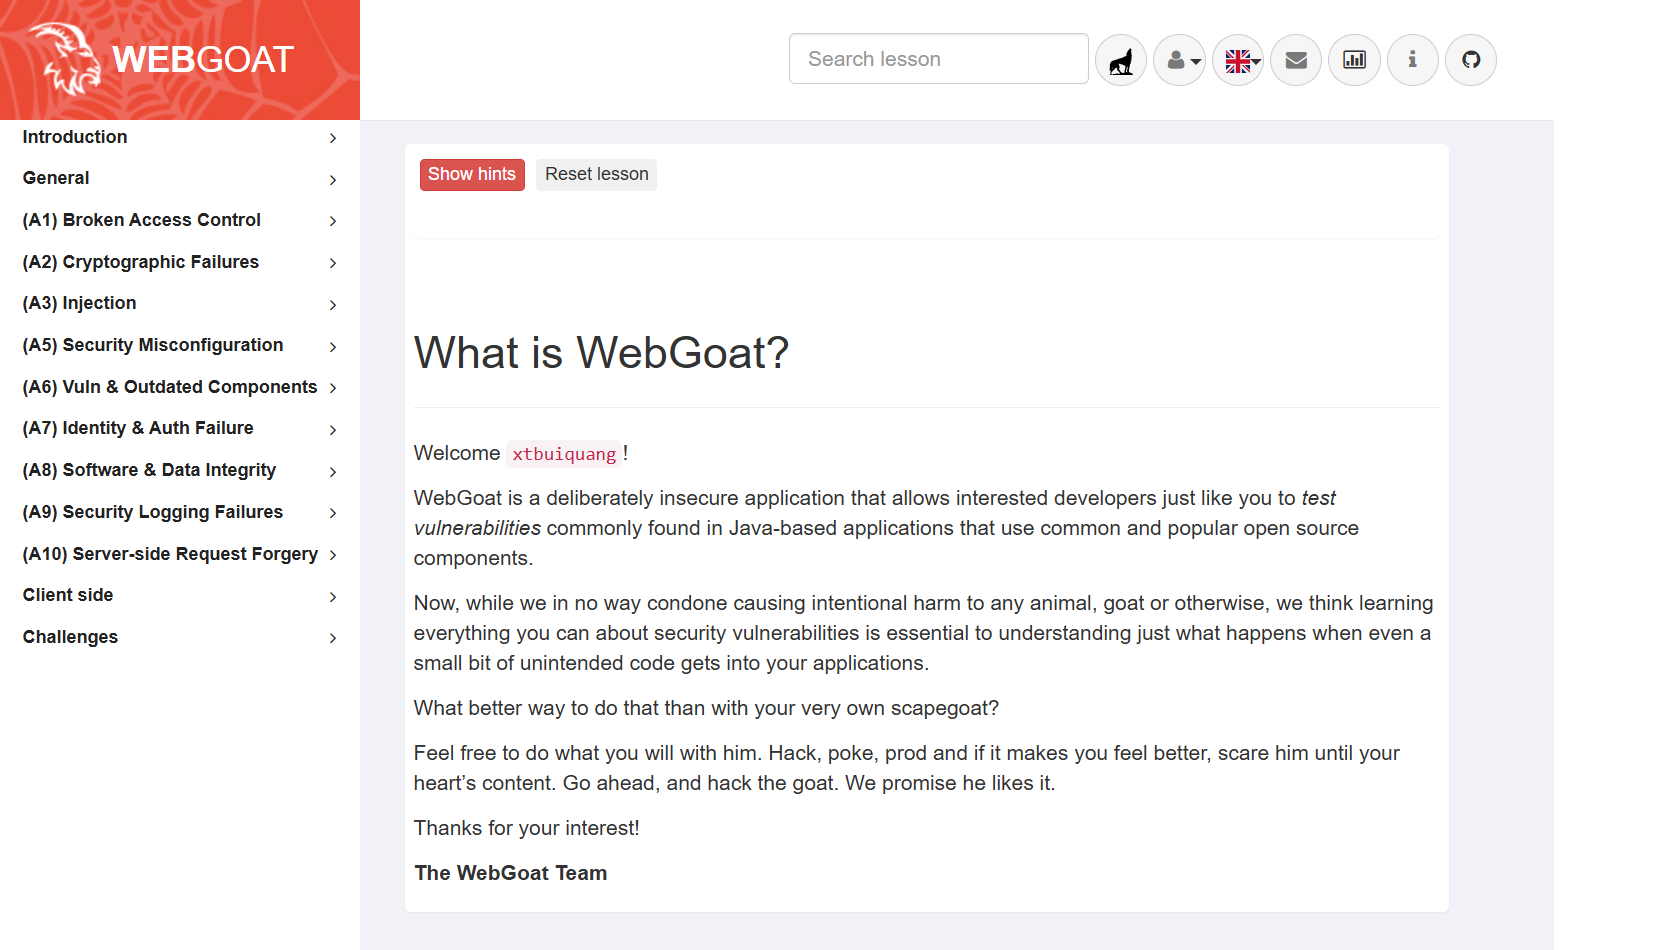 WEBGOAT
Search lesson
Introduction
General
(A1) Broken Access Control
(A2) Cryptographic Failures
(A3) Injection
(A5) Security Misconfiguration
(A6) Vuln & Outdated Components
(A7) Identity & Auth Failure
(A8) Software & Data Integrity
(A9) Security Logging Failures
(A10) Server-side Request Forgery
Client side
Challenges
Show hints Reset lesson
What is WebGoat?
Welcome xtbuiquang!
WebGoat is a deliberately insecure application that allows interested developers just like you to test
vulnerabilities commonly found in Java-based applications that use common and popular open source
components.
Now, while we in no way condone causing intentional harm to any animal, goat or otherwise, we think learning
everything you can about security vulnerabilities is essential to understanding just what happens when even a
small bit of unintended code gets into your applications.
What better way to do that than with your very own scapegoat?
Feel free to do what you will with him. Hack, poke, prod and if it makes you feel better, scare him until your
heart’s content. Go ahead, and hack the goat. We promise he likes it.
Thanks for your interest!
The WebGoat Team